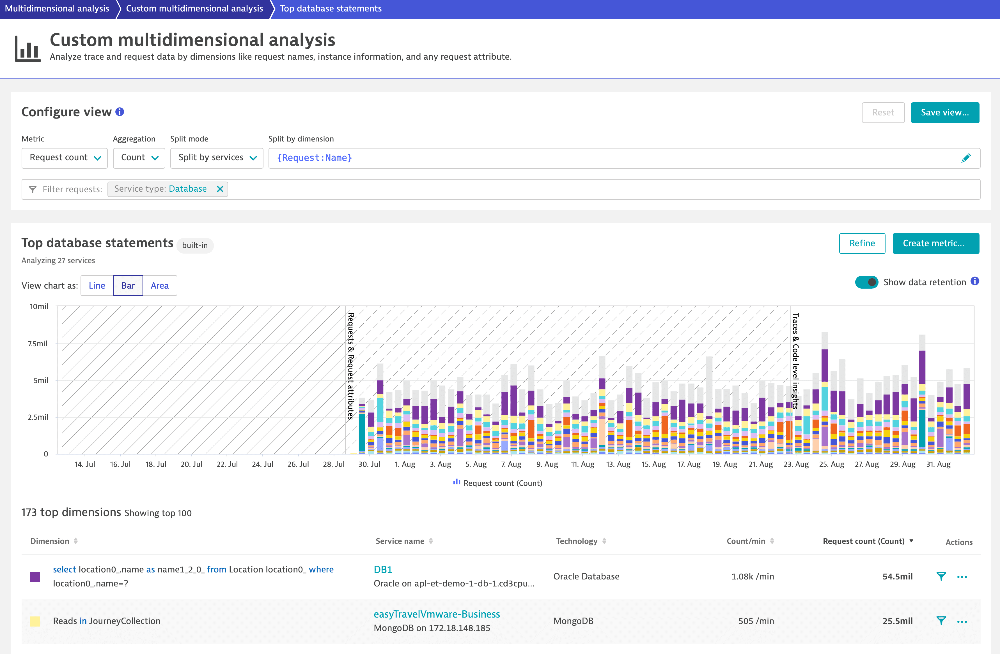 Multidimensional analysis
Custom multidimensional analysis
Top database statements
Custom multidimensional analysis
Analyze trace and request data by dimensions like request names, instance information, and any request attribute.
Configure view
Reset
Save view...
Metric
Aggregation
Split mode
Split by dimension
Request count
Count
Split by services
{Request:Name}
Filter requests:
Service type: Database
Top database statements
built-in
Refine
Create metric...
Analyzing 27 services
View chart as:
Line
Bar
Area
Show data retention
10mil
7.5mil
5mil
2.5mil
0
Requests & Request attributes
Traces & Code level insights
14. Jul
16. Jul
18. Jul
20. Jul
22. Jul
24. Jul
26. Jul
28. Jul
30. Jul
1. Aug
3. Aug
5. Aug
7. Aug
9. Aug
11. Aug
13. Aug
15. Aug
17. Aug
19. Aug
21. Aug
23. Aug
25. Aug
27. Aug
29. Aug
31. Aug
Request count (Count)
173 top dimensions Showing top 100
Dimension
Service name
Technology
Count/min
Request count (Count)
Actions
select location0_.name as name1_2_0_ from Location location0_ where
location0_.name=?
DB1
Oracle on apl-et-demo-1-db-1.cd3cpu...
Oracle Database
1.08k /min
54.5mil
Reads in JourneyCollection
easyTravelVmware-Business
MongoDB on 172.18.148.185
MongoDB
505 /min
25.5mil